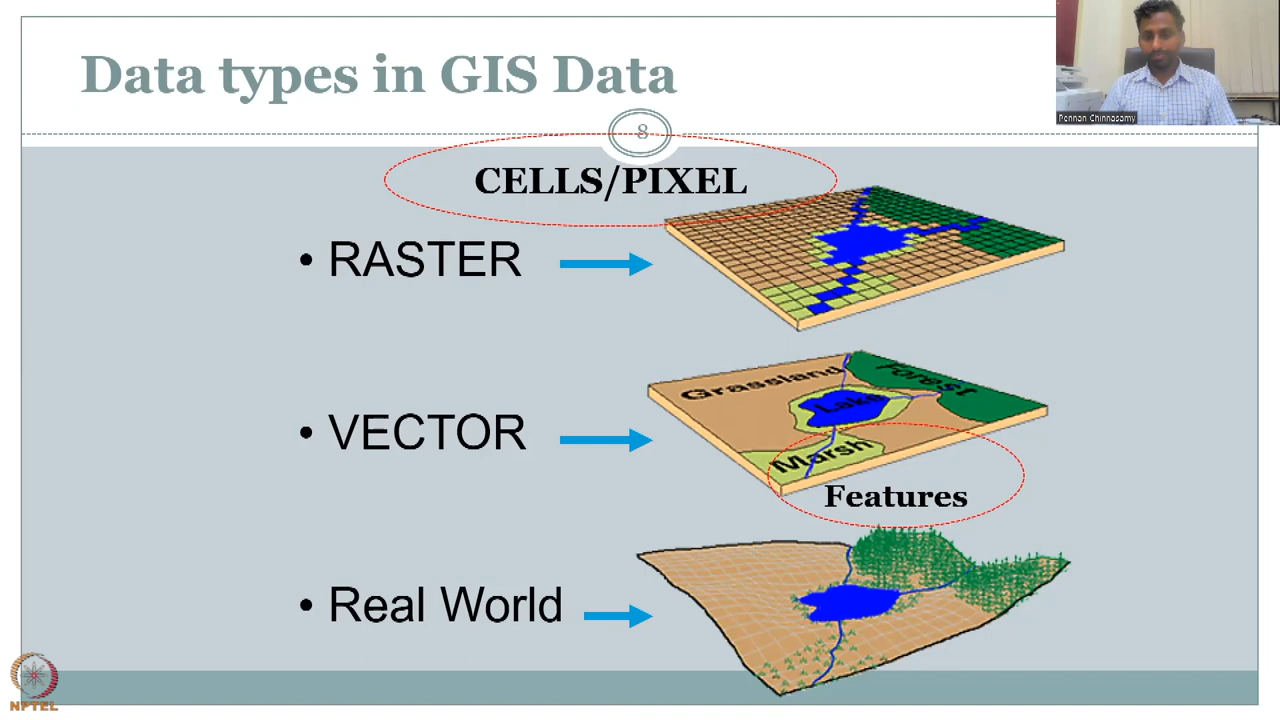 Data types in GIS Data
Pennan Chinnasamy
8
CELLS/PIXEL
• RASTER
Grassland
Forest
Lake
• VECTOR
Marsh
Features
• Real World
NPTEL